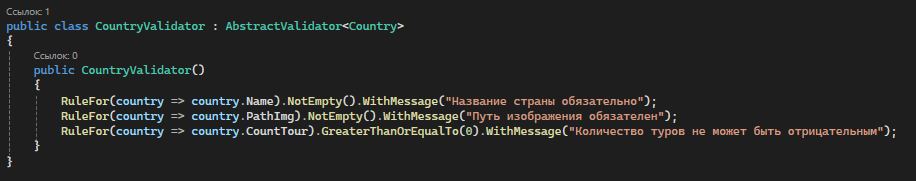 Ссылок: 1
public class CountryValidator : AbstractValidator<Country>
{
Ссылок: 0
public CountryValidator()
{
RuleFor(country => country.Name).NotEmpty().WithMessage("Название страны обязательно");
RuleFor(country => country.PathImg).NotEmpty().WithMessage("Путь изображения обязателен");
RuleFor(country => country.CountTour).GreaterThanOrEqualTo(0).WithMessage("Количество туров не может быть отрицательным");
}
}